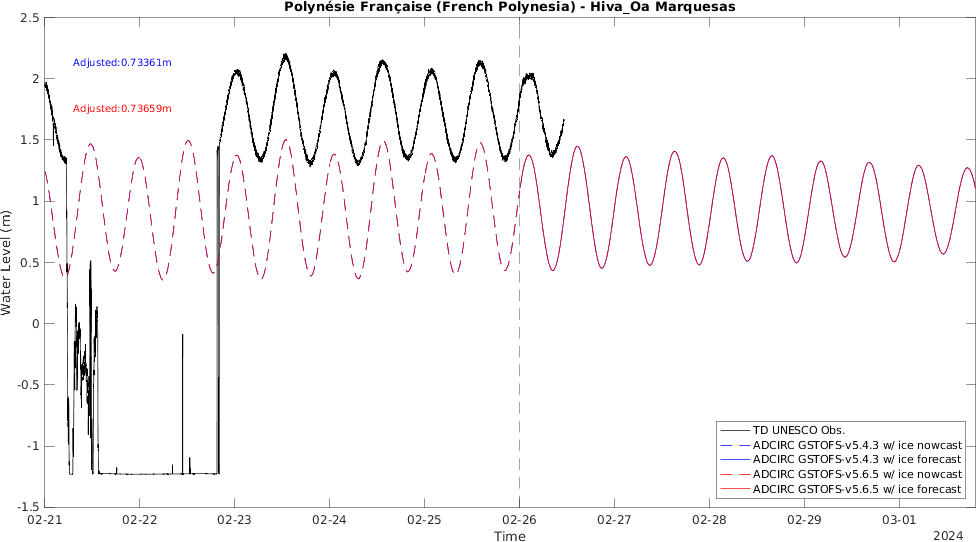 Polynésie Française (French Polynesia) - Hiva_Oa Marquesas
2.5
2
1.5
1
0.5
0
-0.5
-1
-1.5
Water Level (m)
Adjusted:0.73361m
Adjusted:0.73659m
TD UNESCO Obs.
ADCIRC GSTOFS-v5.4.3 w/ ice nowcast
ADCIRC GSTOFS-v5.4.3 w/ ice forecast
ADCIRC GSTOFS-v5.6.5 w/ ice nowcast
ADCIRC GSTOFS-v5.6.5 w/ ice forecast
02-21 02-22 02-23 02-24 02-25 02-26 02-27 02-28 02-29 03-01
Time
2024